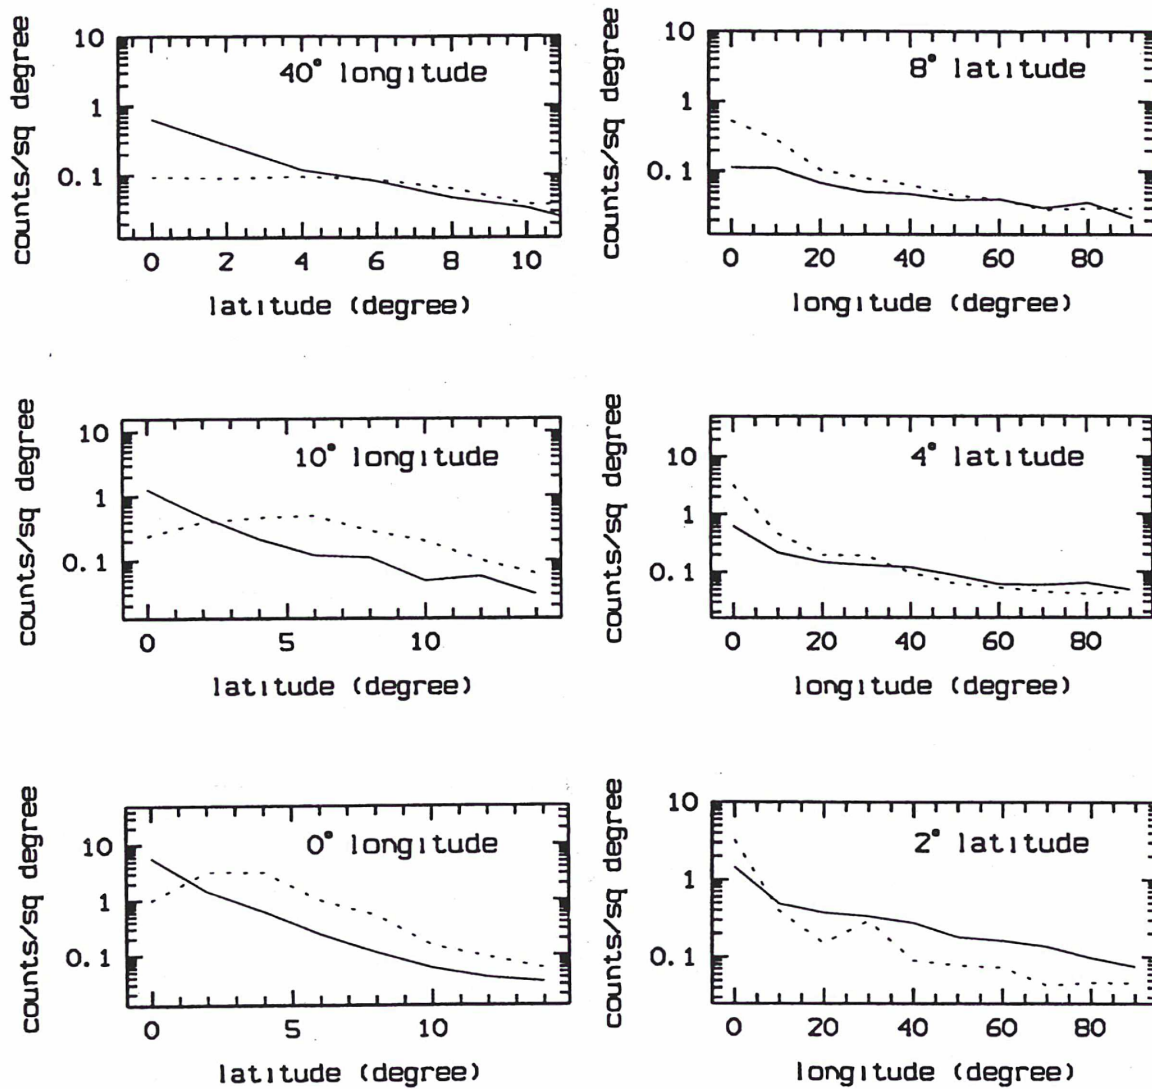 counts/sq degree
10
1
0.1
40° longitude
0 2 4 6 8 10
latitude (degree)
counts/sq degree
10
1
0.1
8° latitude
0 20 40 60 80
longitude (degree)
counts/sq degree
10
1
0.1
10° longitude
0 5 10
latitude (degree)
counts/sq degree
10
1
0.1
4° latitude
0 20 40 60 80
longitude (degree)
counts/sq degree
10
1
0.1
0° longitude
0 5 10
latitude (degree)
counts/sq degree
10
1
0.1
2° latitude
0 20 40 60 80
longitude (degree)